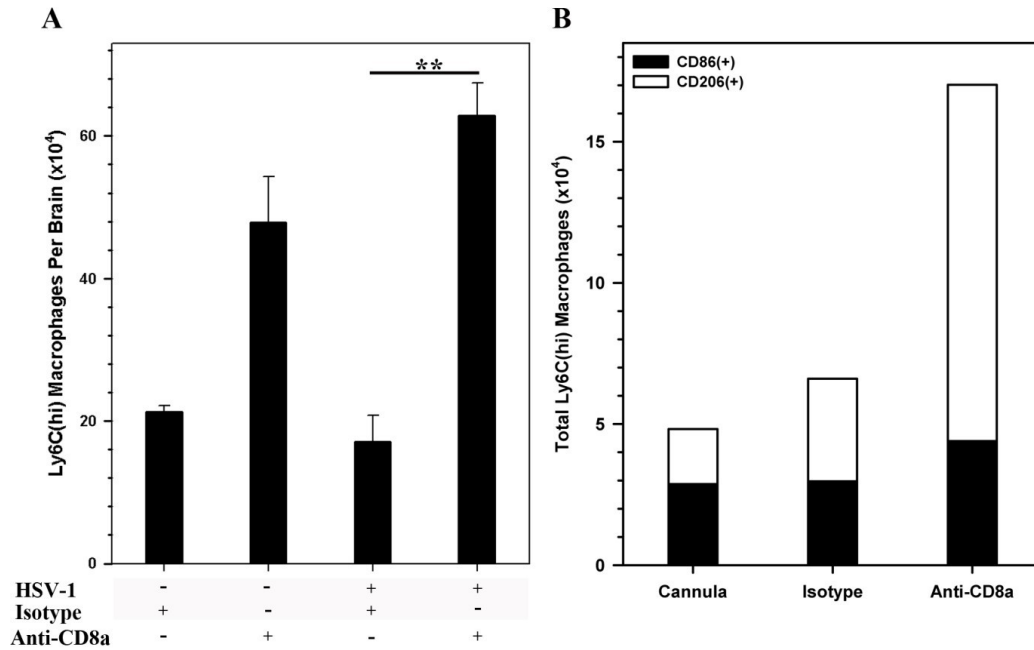 A
Ly6C(hi) Macrophages Per Brain (x10⁴)
60
40
20
0
**
HSV-1 - - + +
Isotype + - + -
Anti-CD8a - + - +
B
CD86(+)
CD206(+)
Total Ly6C(hi) Macrophages (x10⁴)
15
10
5
0
Cannula Isotype Anti-CD8a